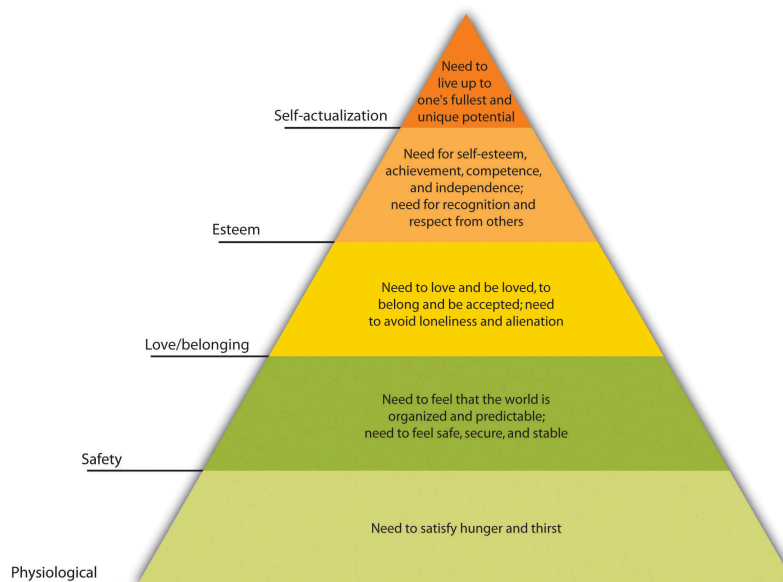 Need to
live up to
one's fullest and
unique potential
Self-actualization
Need for self-esteem,
achievement, competence,
and independence;
need for recognition and
respect from others
Esteem
Need to love and be loved, to
belong and be accepted; need
to avoid loneliness and alienation
Love/belonging
Need to feel that the world is
organized and predictable;
need to feel safe, secure, and stable
Safety
Need to satisfy hunger and thirst
Physiological